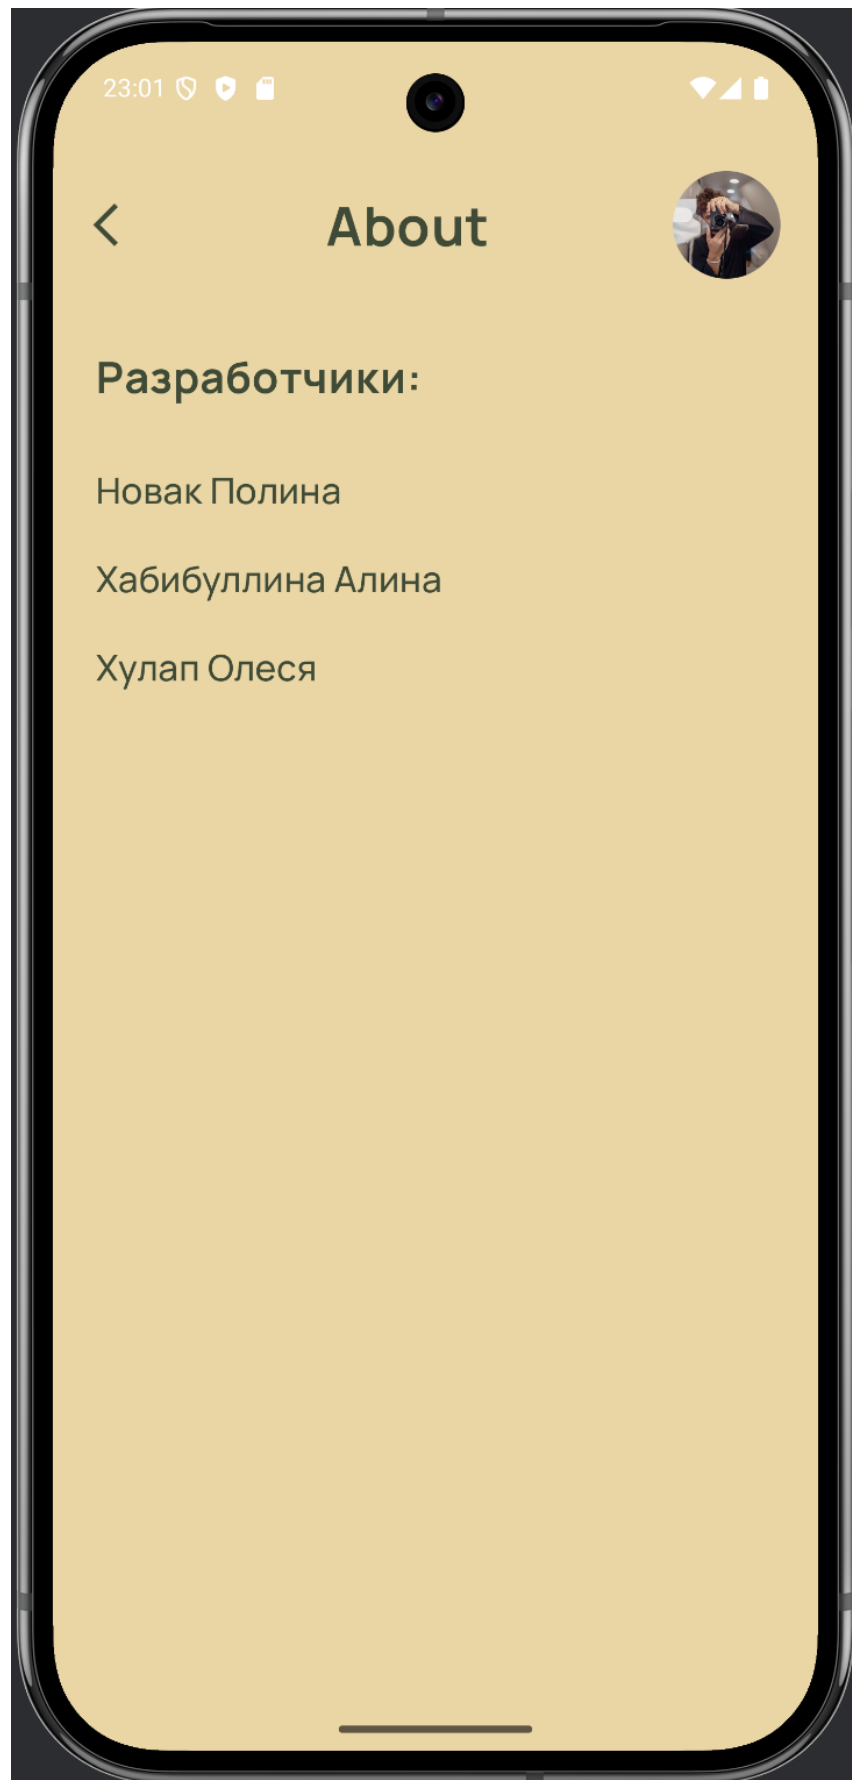 23:01
About
Разработчики:
Новак Полина
Хабибуллина Алина
Хулап Олеся